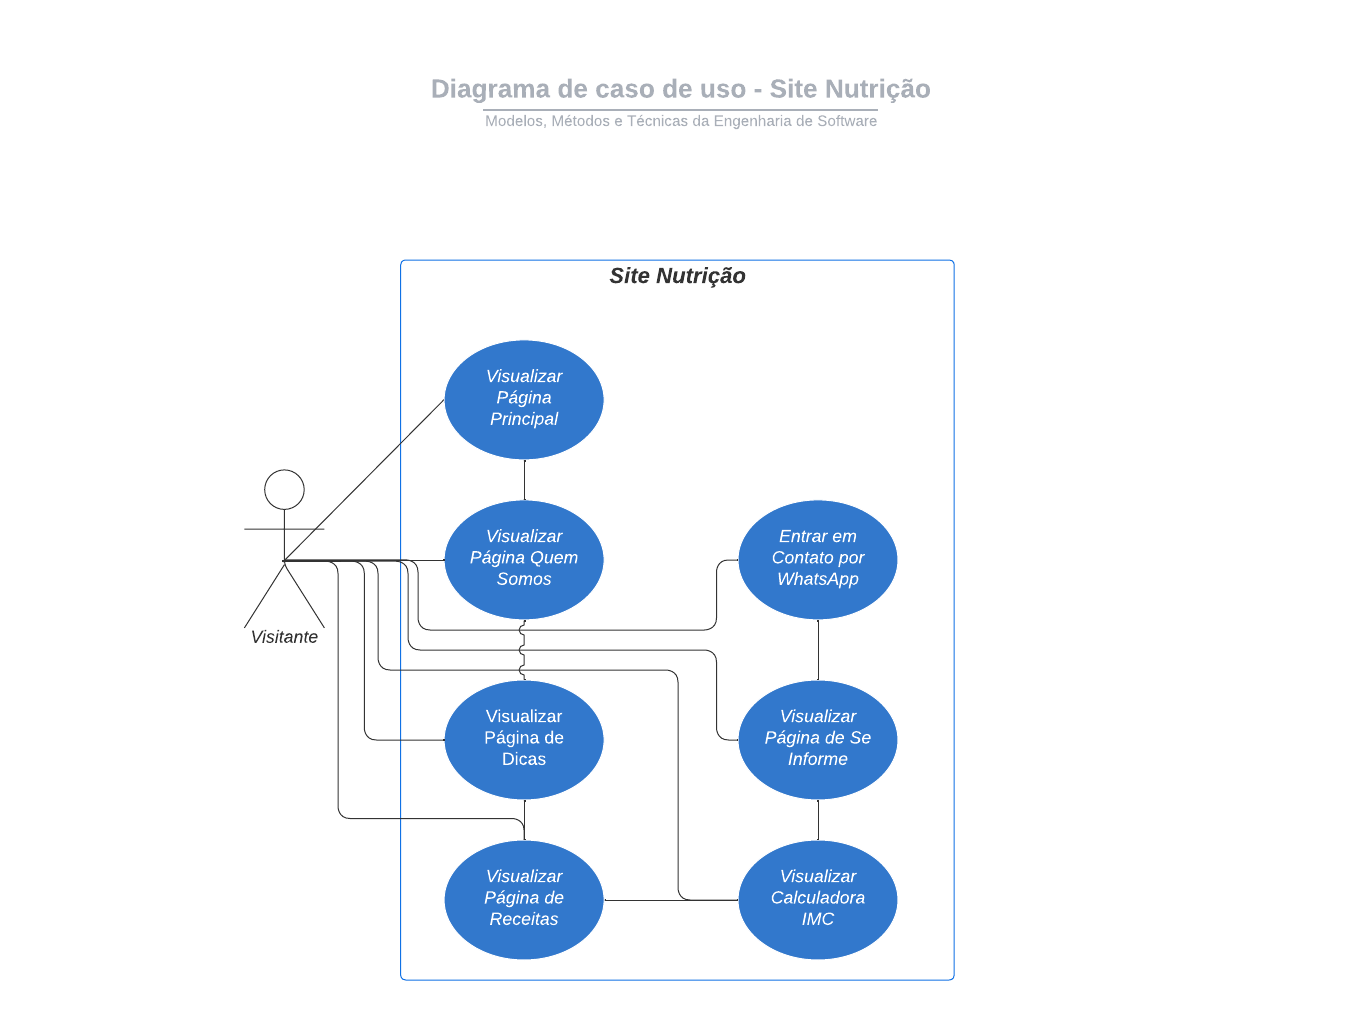 Diagrama de caso de uso - Site Nutrição
Modelos, Métodos e Técnicas da Engenharia de Software
Site Nutrição
Visualizar
Página
Principal
Visualizar
Página Quem
Somos
Entrar em
Contato por
WhatsApp
Visitante
Visualizar
Página de
Dicas
Visualizar
Página de Se
Informe
Visualizar
Página de
Receitas
Visualizar
Calculadora
IMC